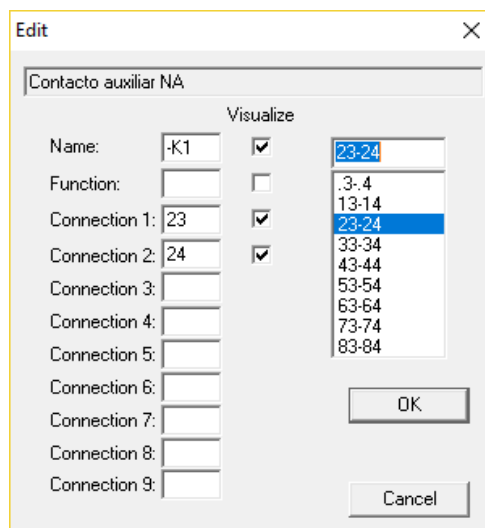 Edit
Contacto auxiliar NA
Visualize
Name: -K1
23-24
Function:
Connection 1: 23
Connection 2: 24
Connection 3:
Connection 4:
Connection 5:
Connection 6:
Connection 7:
Connection 8:
Connection 9:
.3-.4
13-14
23-24
33-34
43-44
53-54
63-64
73-74
83-84
OK
Cancel